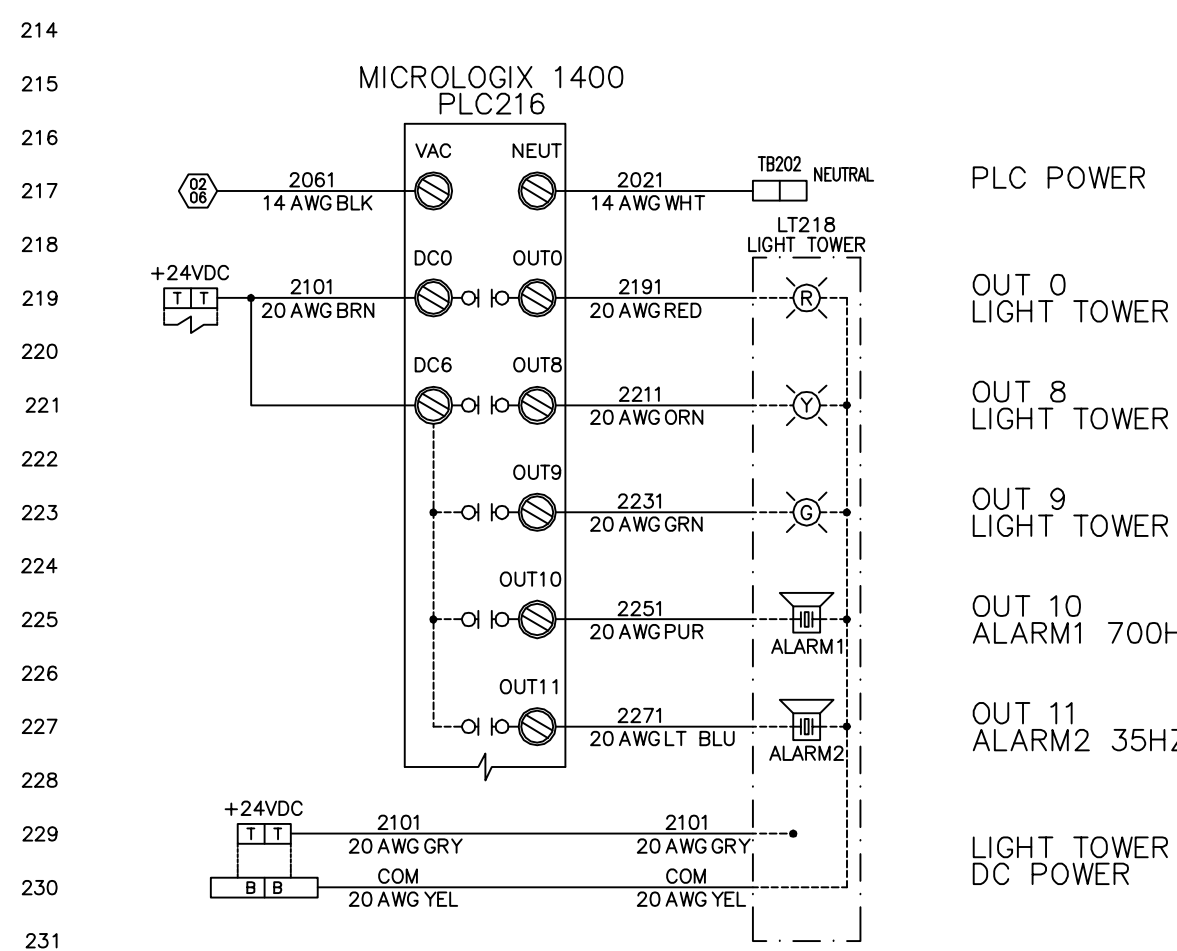 214
215
MICROLOGIX 1400
PLC216
216
VAC NEUT
02
06
2061
14 AWG BLK
2021
14 AWG WHT
TB202 NEUTRAL
PLC POWER
217
218
LT218
LIGHT TOWER
+24VDC
T T
2101
20 AWG BRN
DC0 OUT0
2191
20 AWG RED
R
OUT 0
LIGHT TOWER
219
220
DC6 OUT8
2211
20 AWG ORN
Y
OUT 8
LIGHT TOWER
221
222
OUT9
2231
20 AWG GRN
G
OUT 9
LIGHT TOWER
223
224
OUT10
2251
20 AWG PUR
ALARM1
OUT 10
ALARM1 700H
225
226
OUT11
2271
20 AWG LT BLU
ALARM2
OUT 11
ALARM2 35HZ
227
228
+24VDC
T T
2101 2101
20 AWG GRY 20 AWG GRY
229
B B
COM COM
20 AWG YEL 20 AWG YEL
LIGHT TOWER
DC POWER
230
231